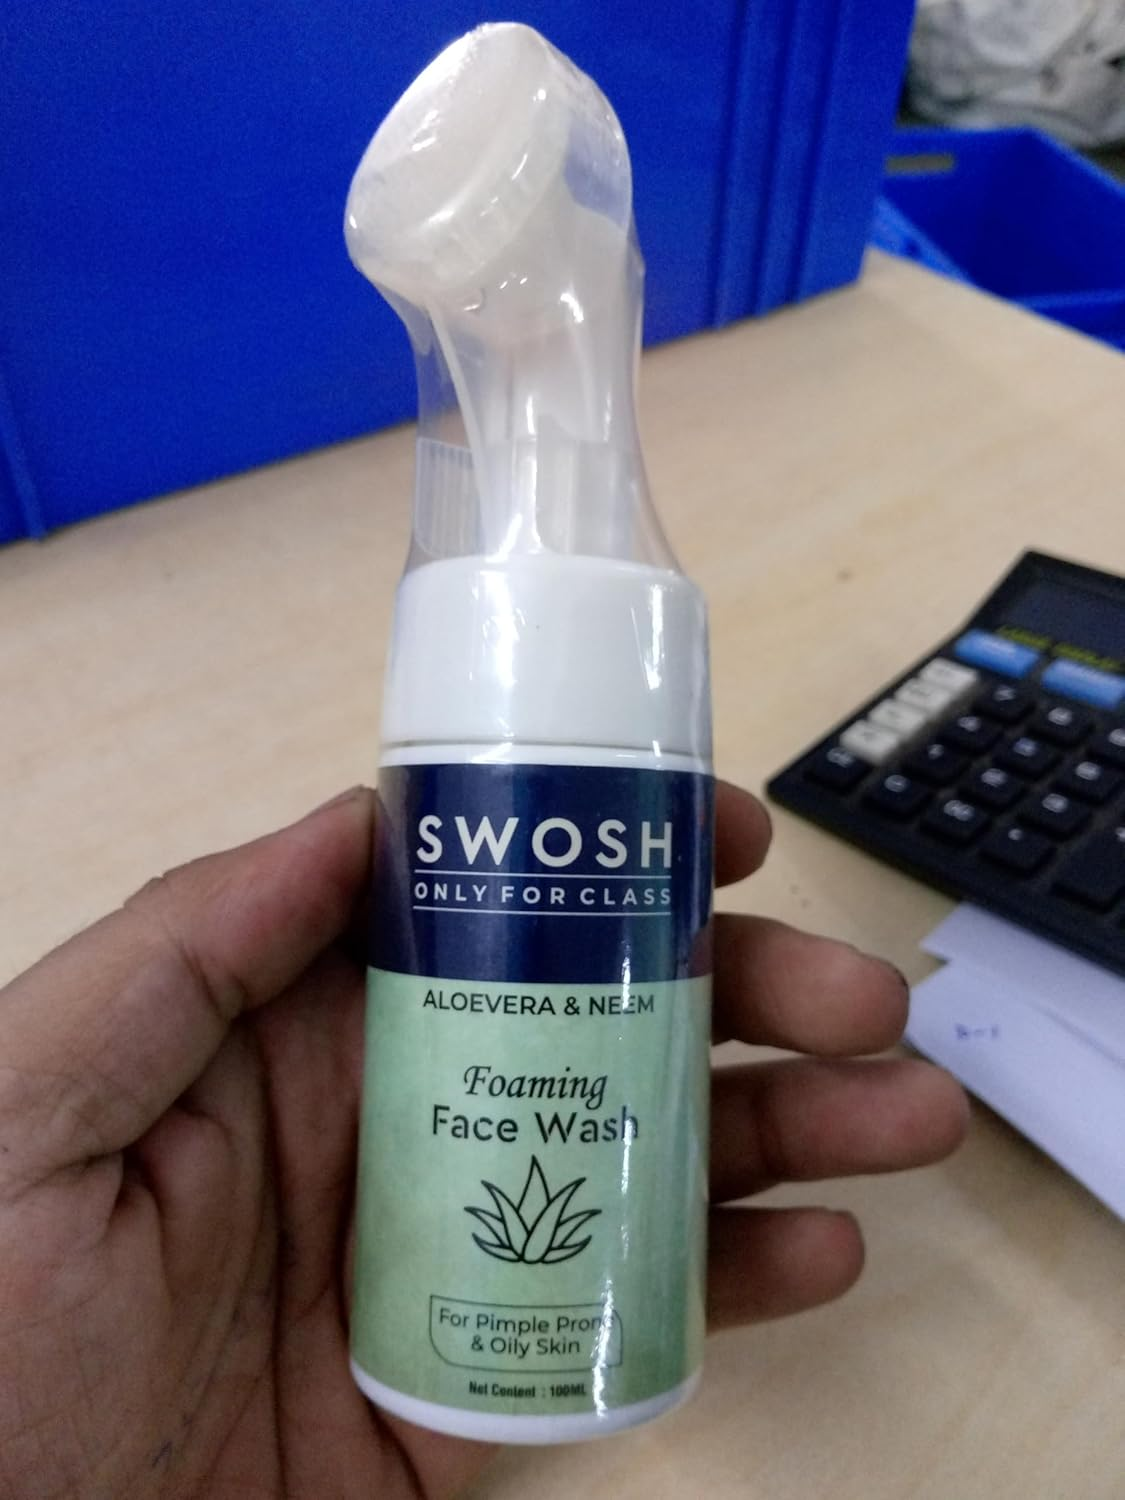 SWOSH
ONLY FOR CLASS
ALOEVERA & NEEM
Foaming
Face Wash
For Pimple Prone
& Oily Skin
Net Content : 100ML